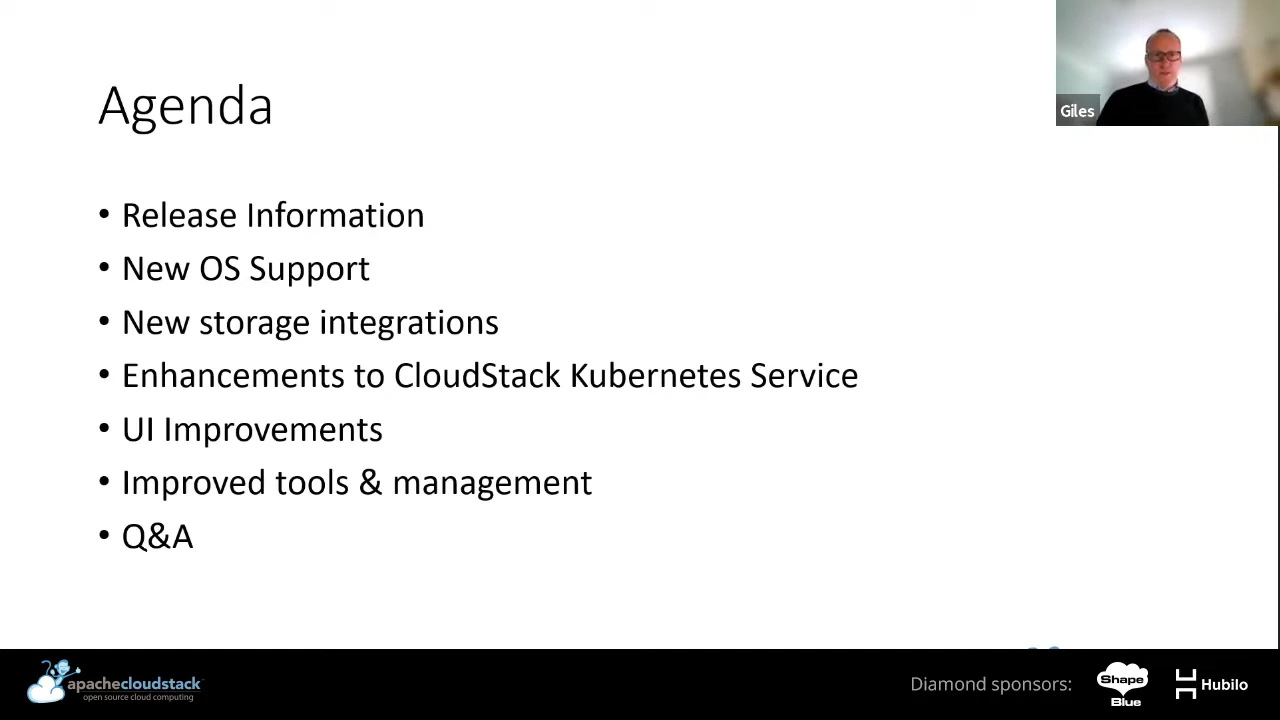 Agenda
Giles
• Release Information
• New OS Support
• New storage integrations
• Enhancements to CloudStack Kubernetes Service
• UI Improvements
• Improved tools & management
• Q&A
apachecloudstack
open source cloud computing
Diamond sponsors:
Shape
Blue
Hubilo